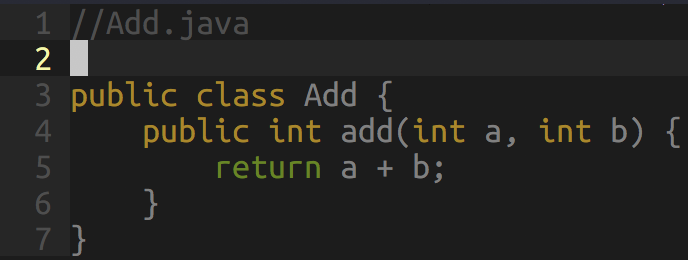 1 //Add.java
2
3 public class Add {
4     public int add(int a, int b) {
5         return a + b;
6     }
7 }